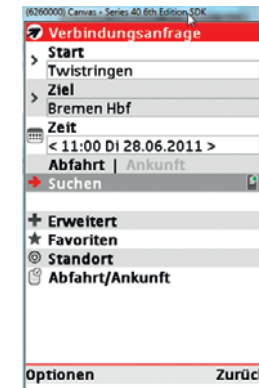 (6260000) Canvas - Series 40 6th Edition SDK
Verbindungsanfrage
Start
Twistringen
Ziel
Bremen Hbf
Zeit
< 11:00 Di 28.06.2011 >
Abfahrt | Ankunft
Suchen
Erweitert
Favoriten
Standort
Abfahrt/Ankunft
Optionen Zurüc